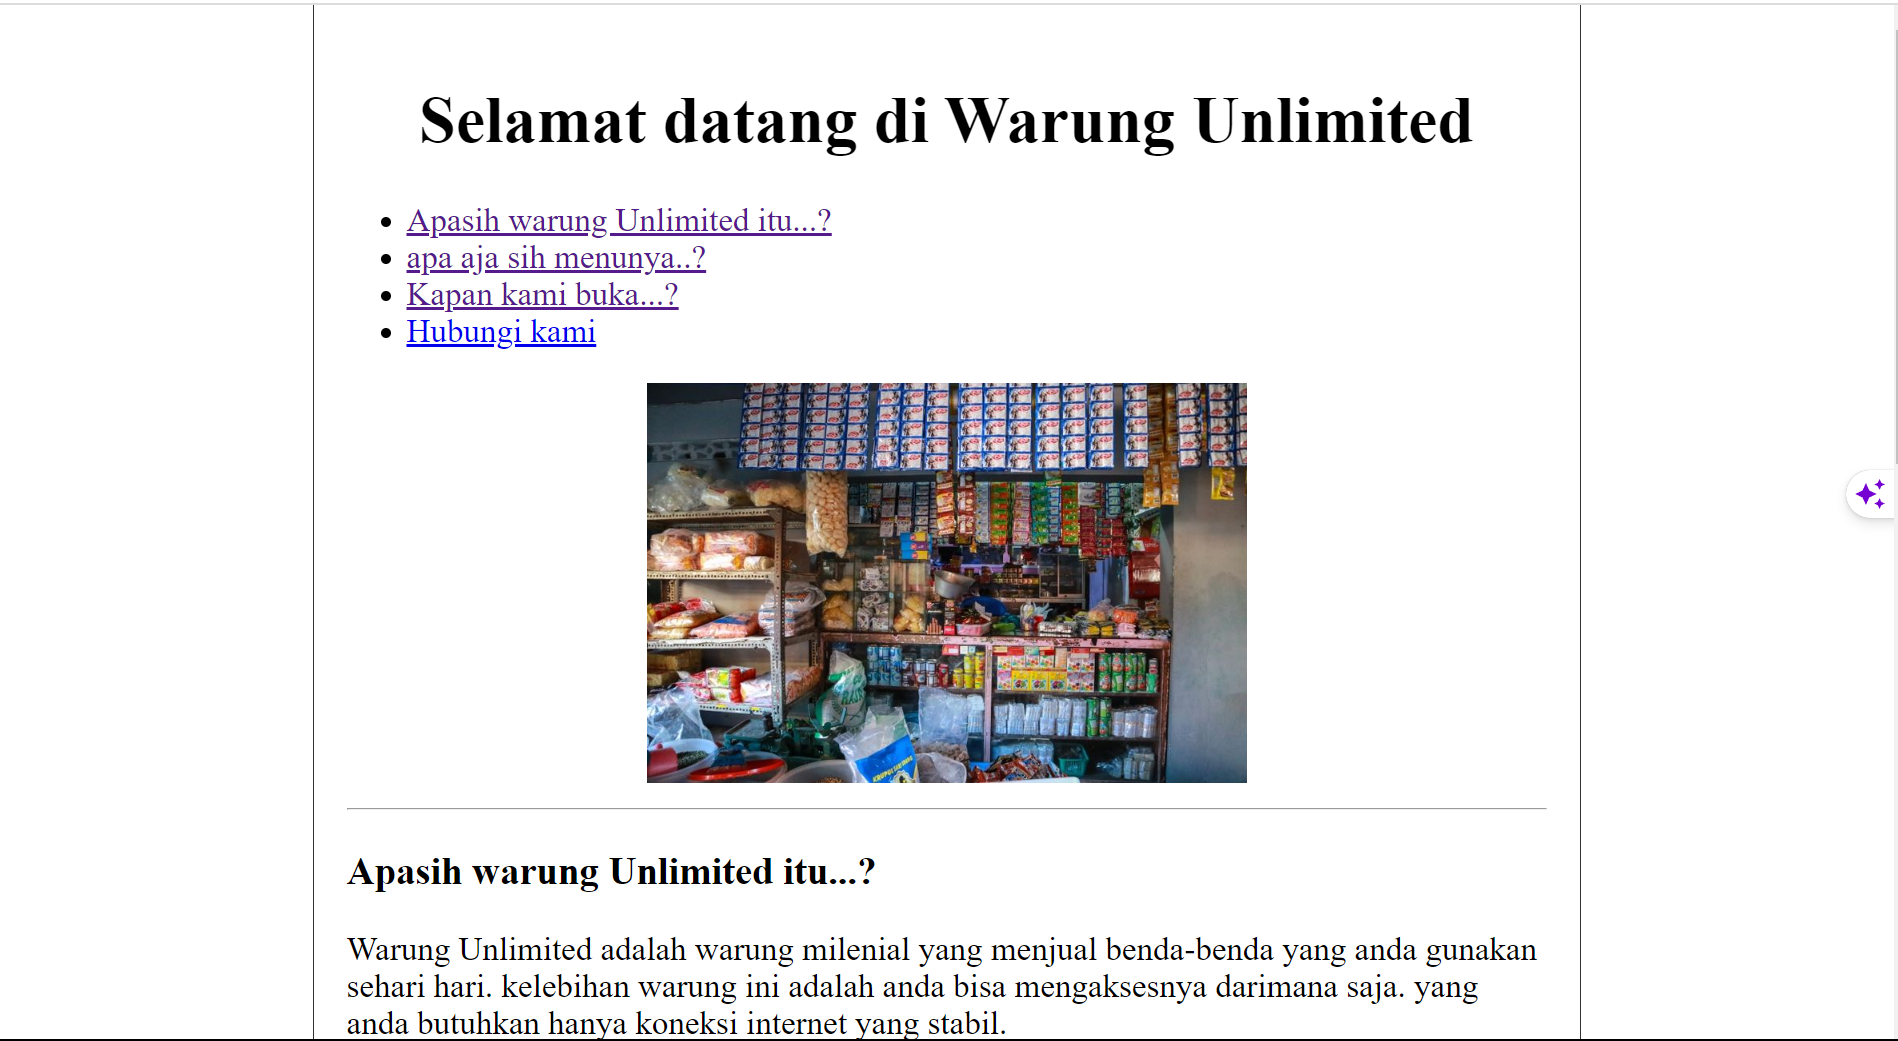 Selamat datang di Warung Unlimited
Apasih warung Unlimited itu...?
apa aja sih menunya..?
Kapan kami buka...?
Hubungi kami
Apasih warung Unlimited itu...?
Warung Unlimited adalah warung milenial yang menjual benda-benda yang anda gunakan
sehari hari. kelebihan warung ini adalah anda bisa mengaksesnya darimana saja. yang
anda butuhkan hanya koneksi internet yang stabil.